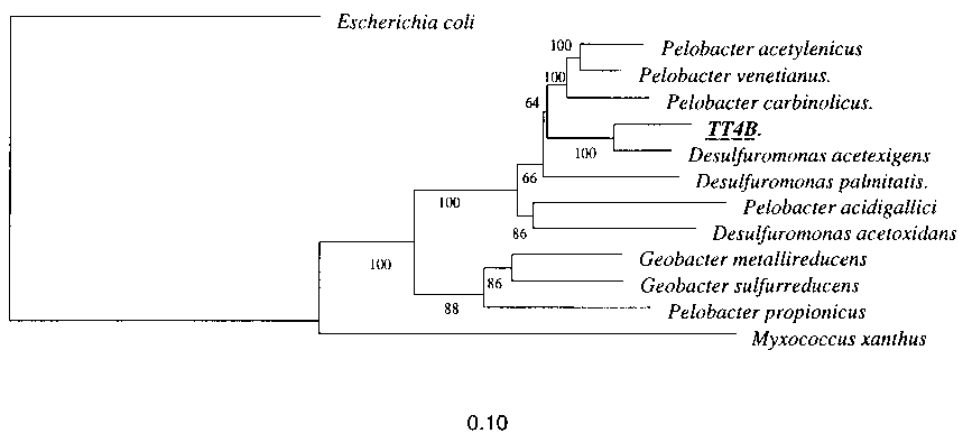 Escherichia coli
100 Pelobacter acetylenicus
100 Pelobacter venetianus.
64 Pelobacter carbinolicus.
TT4B.
100 Desulfuromonas acetexigens
66 Desulfuromonas palmitatis.
100 Pelobacter acidigallici
86 Desulfuromonas acetoxidans
100 Geobacter metallireducens
86 Geobacter sulfurreducens
88 Pelobacter propionicus
Myxococcus xanthus
0.10